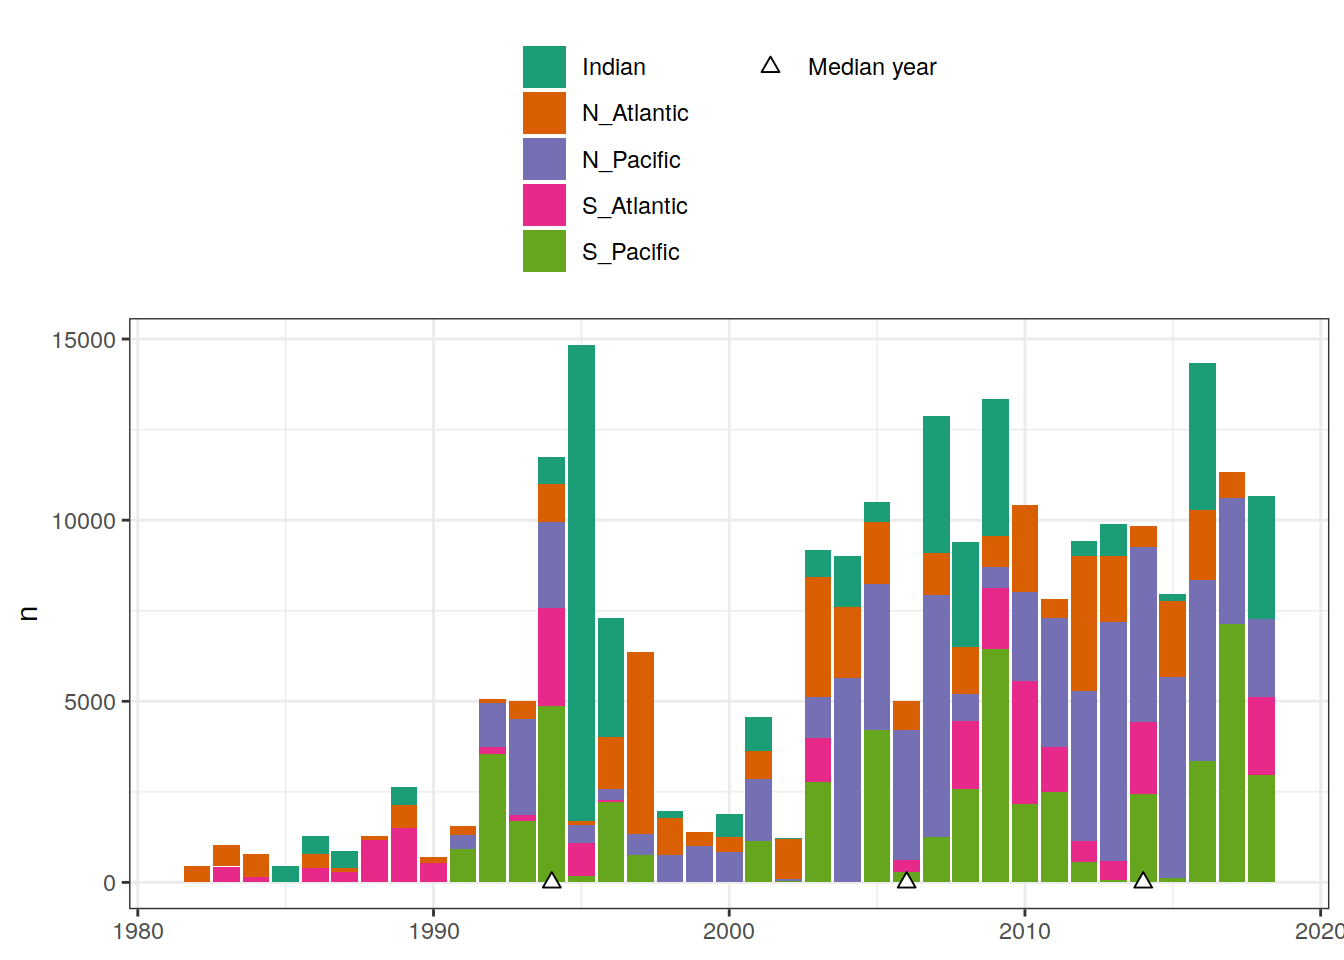 Indian
N_Atlantic
N_Pacific
S_Atlantic
S_Pacific
Median year
15000
10000
5000
0
n
1980
1990
2000
2010
2020